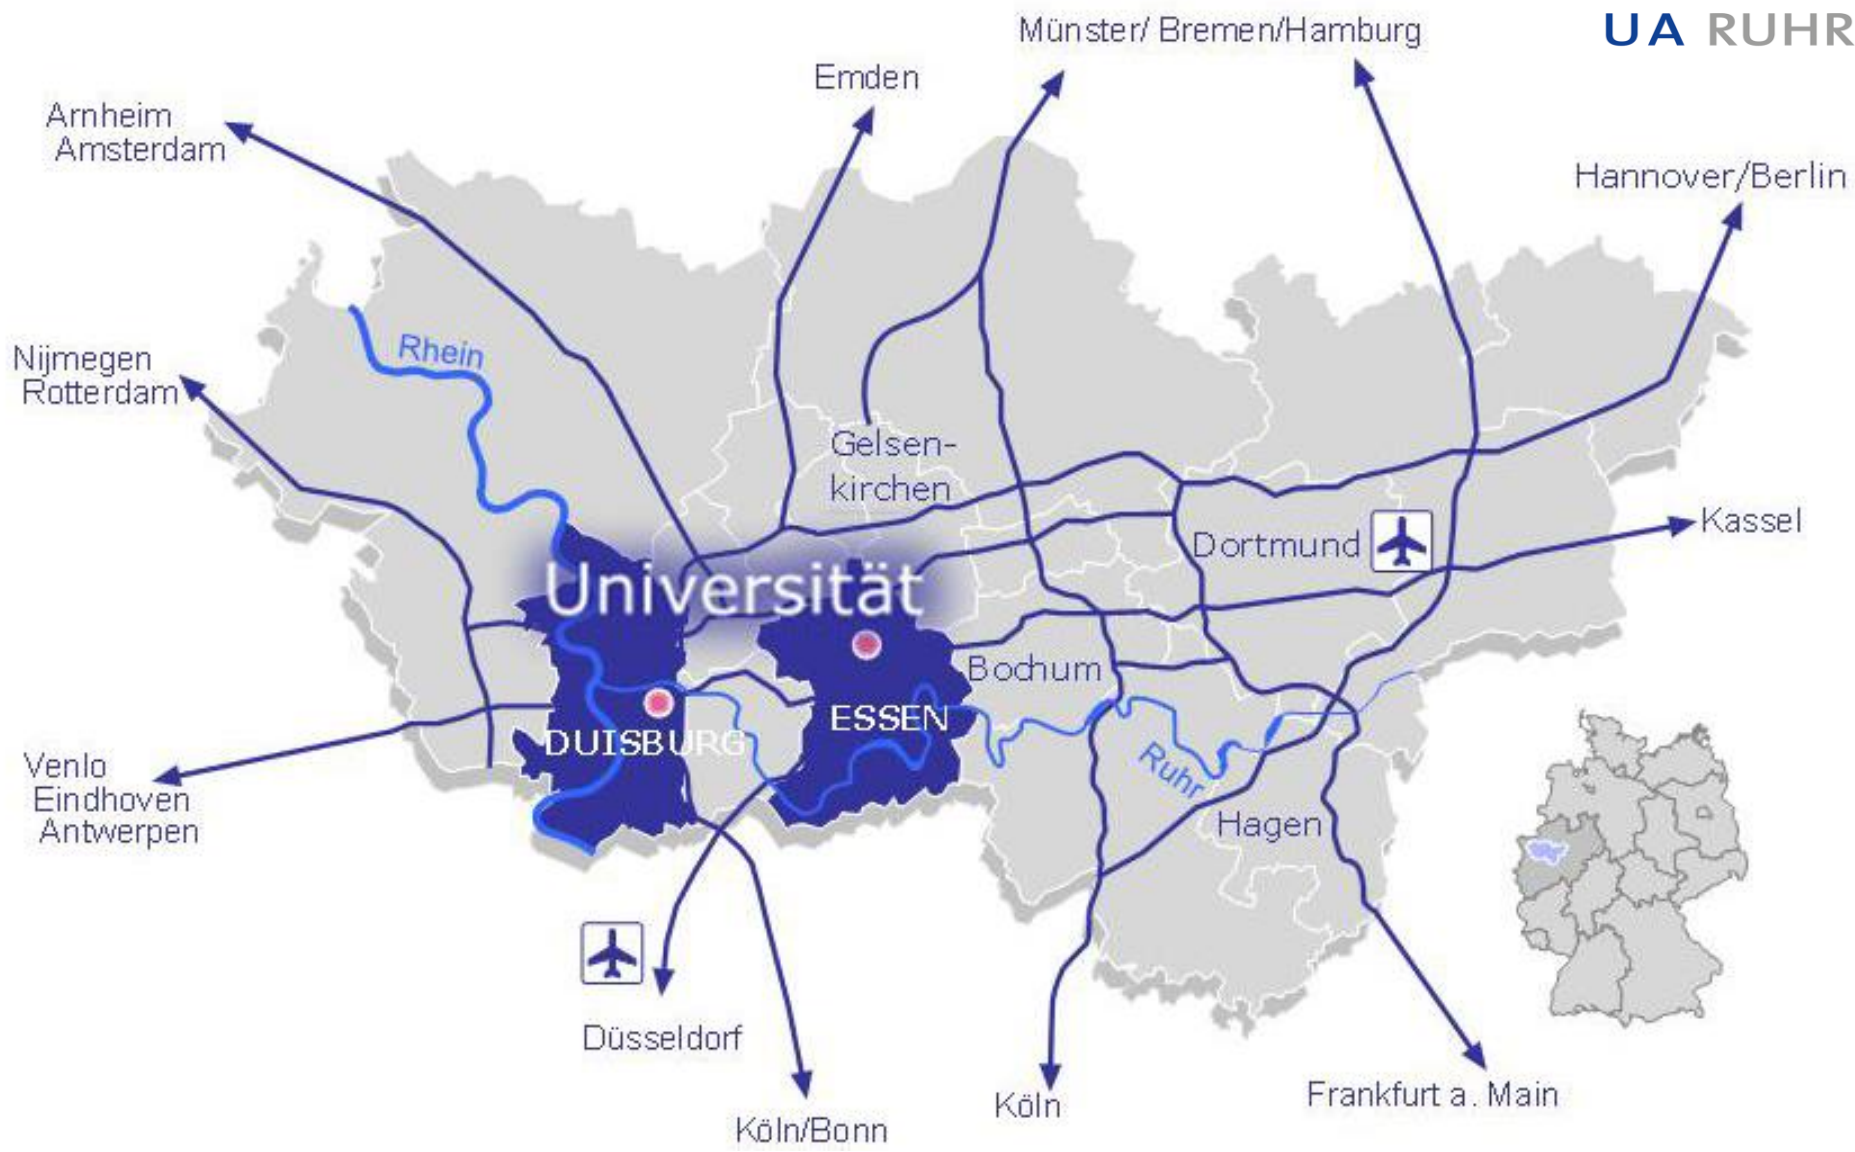 UA RUHR
Münster/ Bremen/Hamburg
Emden
Arnheim
Amsterdam
Hannover/Berlin
Rhein
Nijmegen
Rotterdam
Gelsen-
kirchen
Kassel
Dortmund
Universität
Bochum
ESSEN
DUISBURG
Ruhr
Venlo
Eindhoven
Antwerpen
Hagen
Düsseldorf
Köln/Bonn
Köln
Frankfurt a. Main